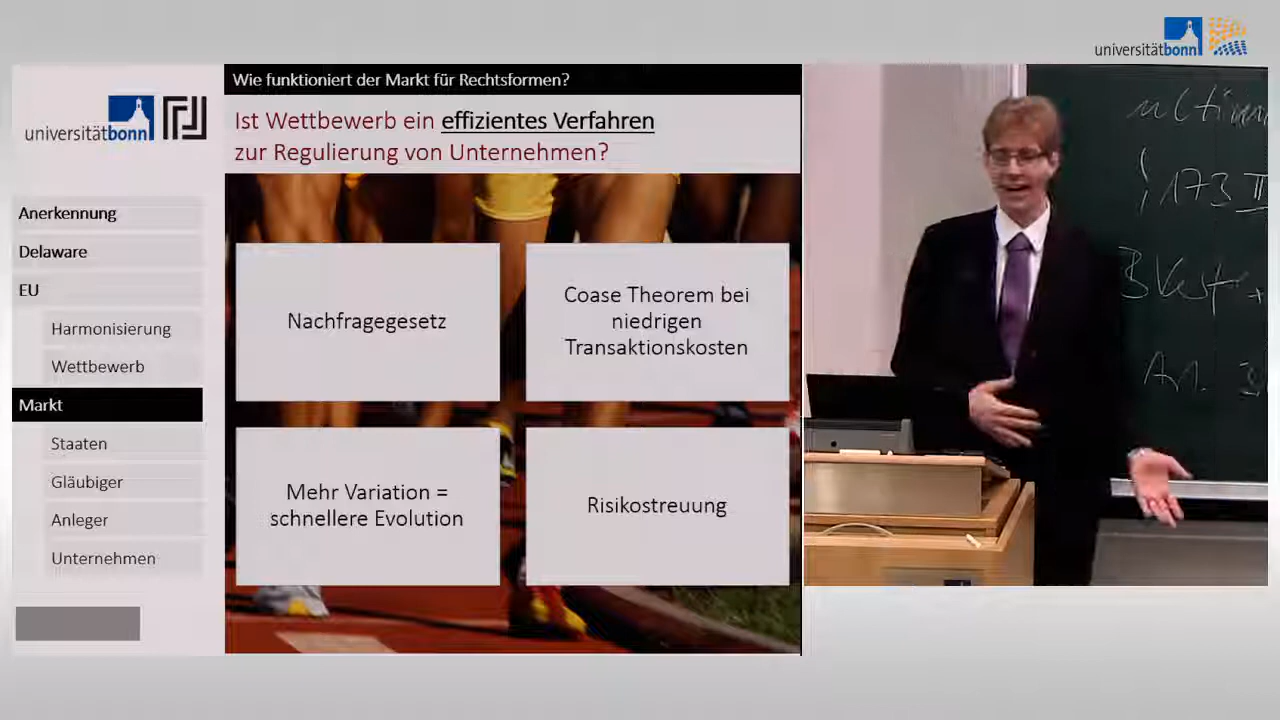 universitätbonn
universitätbonn
Wie funktioniert der Markt für Rechtsformen?
Ist Wettbewerb ein effizientes Verfahren
zur Regulierung von Unternehmen?
Anerkennung
Delaware
EU
Harmonisierung
Wettbewerb
Markt
Staaten
Gläubiger
Anleger
Unternehmen
Nachfragegesetz
Coase Theorem bei
niedrigen
Transaktionskosten
Mehr Variation =
schnellere Evolution
Risikostreuung
173 II